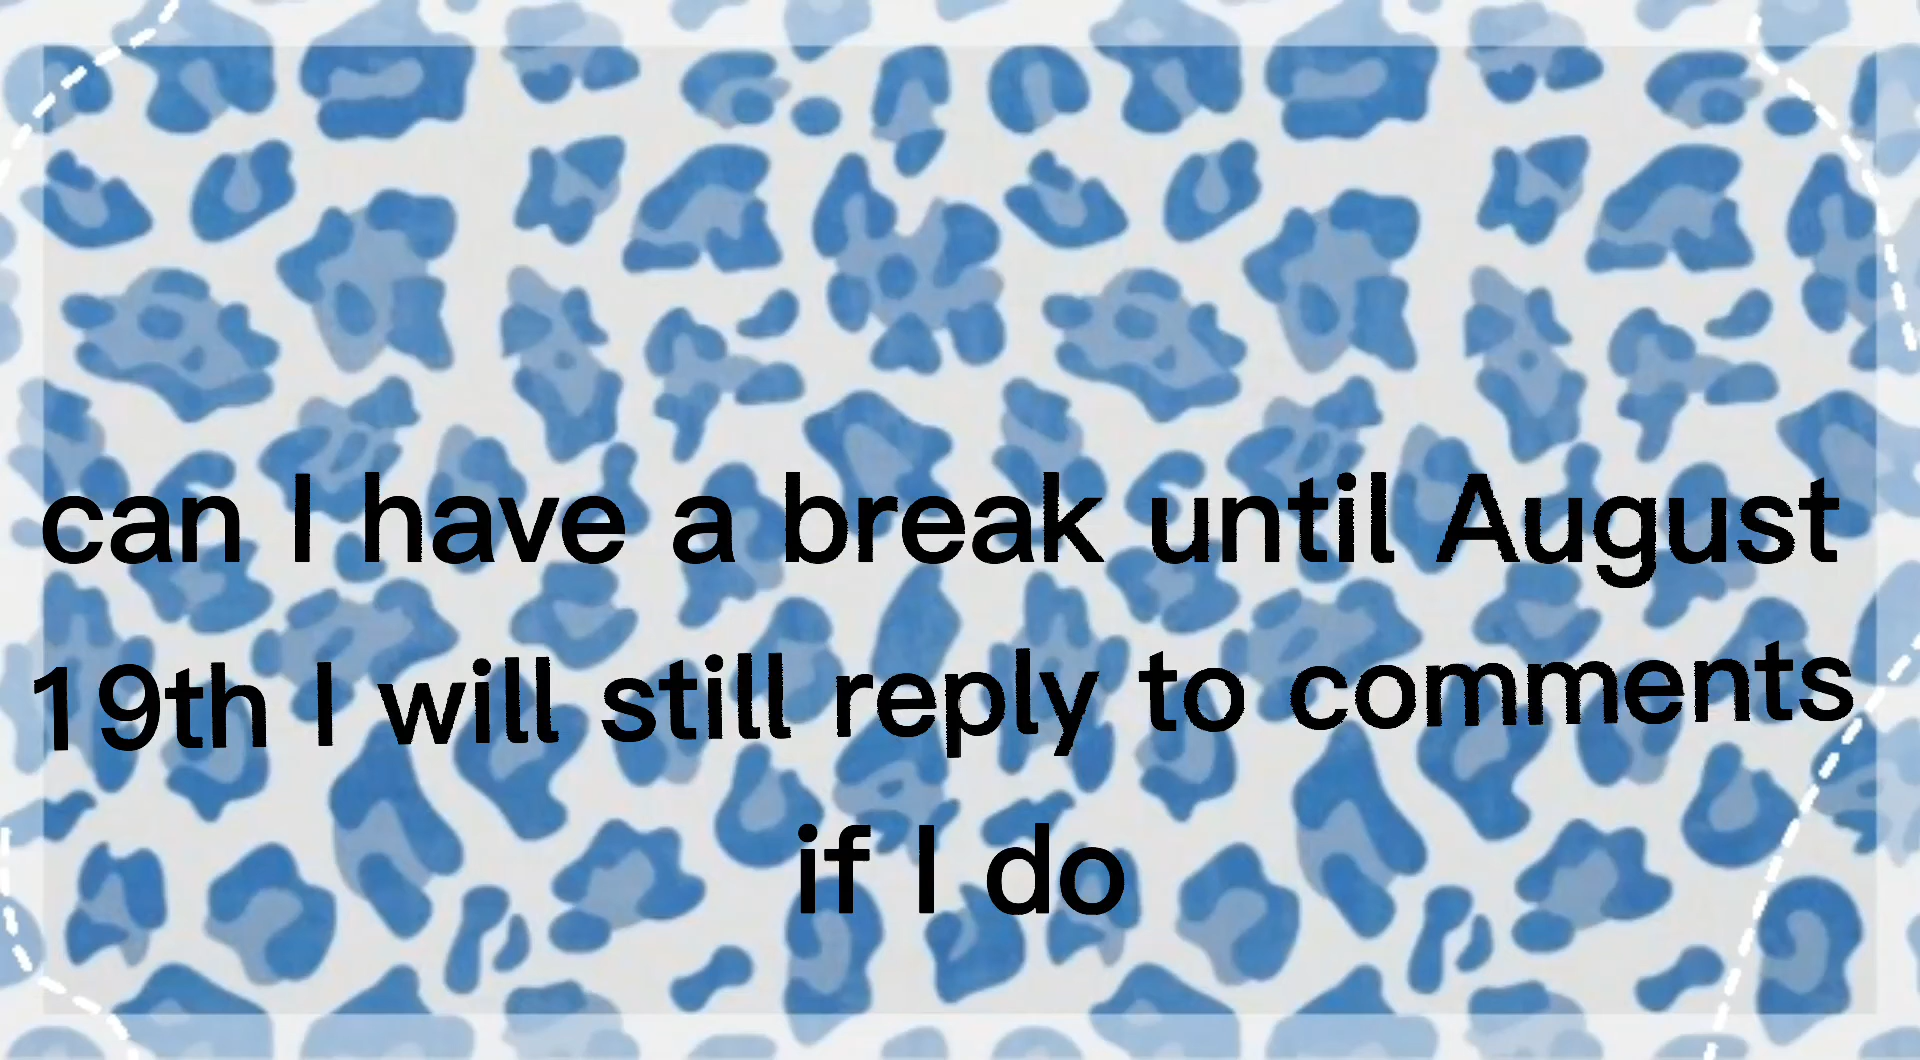 can I have a break until August
19th I will still reply to comments
if I do